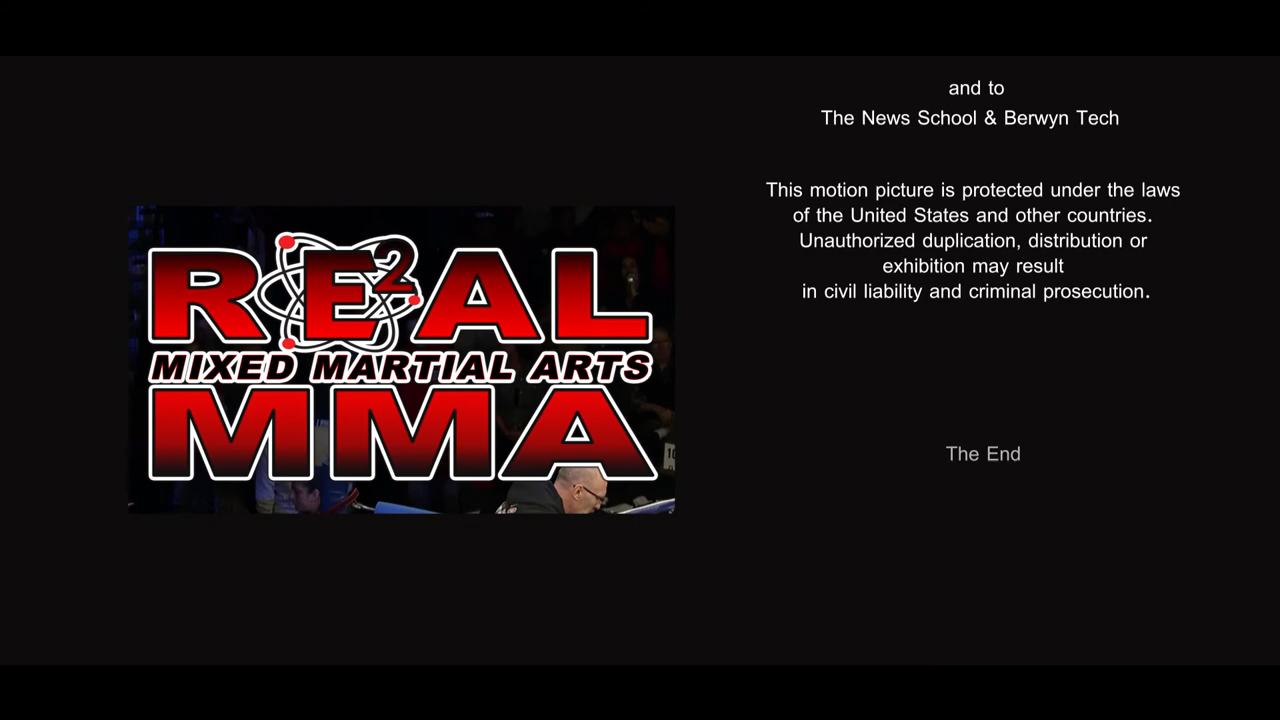 RE²AL
MIXED MARTIAL ARTS
MMA
and to
The News School & Berwyn Tech
This motion picture is protected under the laws
of the United States and other countries.
Unauthorized duplication, distribution or
exhibition may result
in civil liability and criminal prosecution.
The End